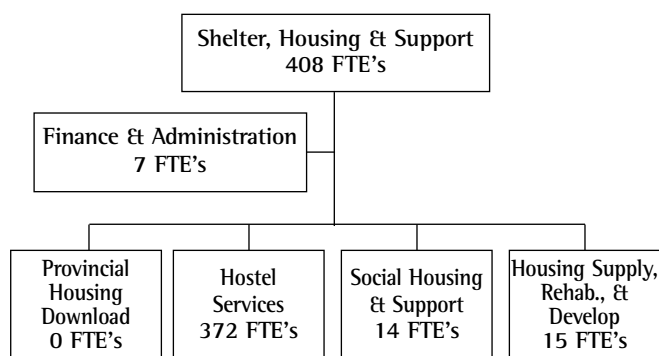 Shelter, Housing & Support
408 FTE's
Finance & Administration
7 FTE's
Provincial
Housing
Download
0 FTE's
Hostel
Services
372 FTE's
Social Housing
& Support
14 FTE's
Housing Supply,
Rehab., &
Develop
15 FTE's